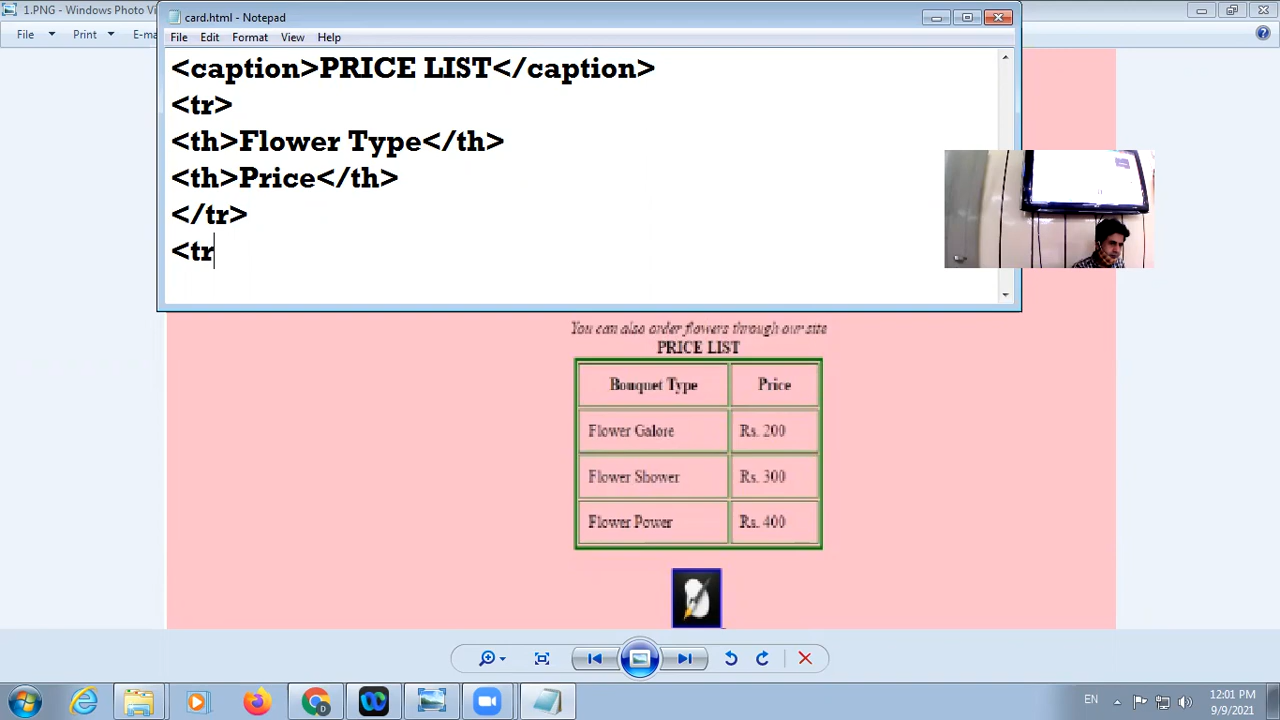 1.PNG - Windows Photo Vi
card.html - Notepad
File Print E-ma
File Edit Format View Help
<caption>PRICE LIST</caption>
<tr>
<th>Flower Type</th>
<th>Price</th>
</tr>
<tr
You can also order flowers through our site
PRICE LIST
Bouquet Type Price
Flower Galore Rs. 200
Flower Shower Rs. 300
Flower Power Rs. 400
EN
12:01 PM
9/9/2021